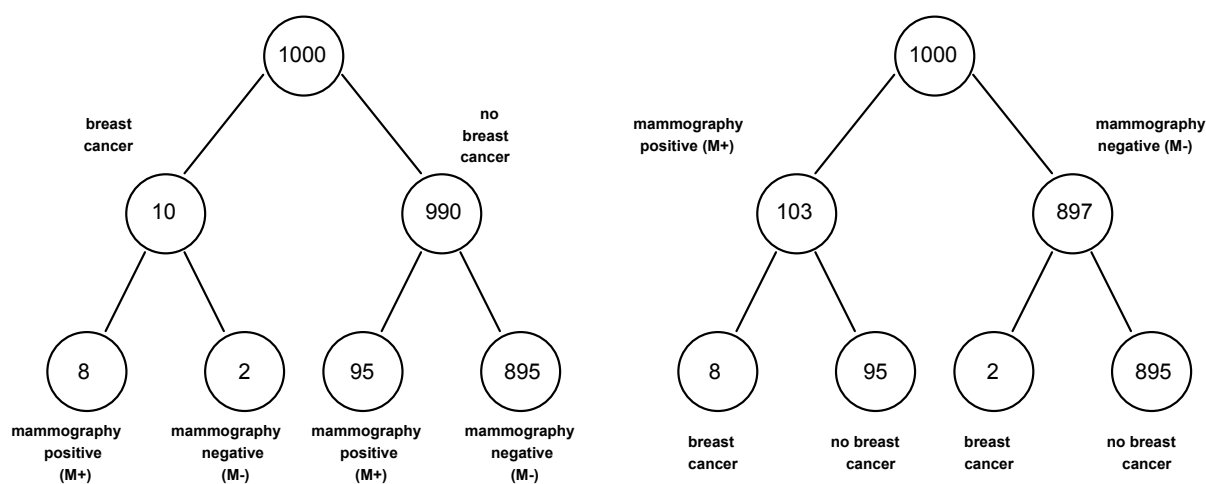 1000
breast
cancer
no
breast
cancer
10
990
8
2
95
895
mammography
positive
(M+)
mammography
negative
(M-)
mammography
positive
(M+)
mammography
negative
(M-)
1000
mammography
positive (M+)
mammography
negative (M-)
103
897
8
95
2
895
breast
cancer
no breast
cancer
breast
cancer
no breast
cancer